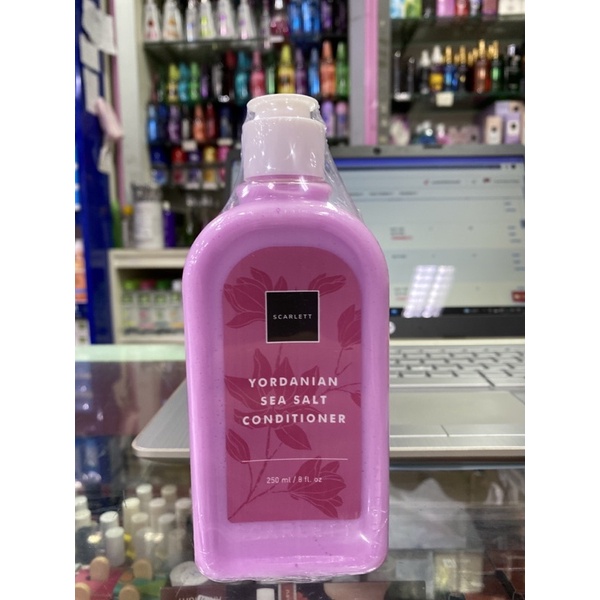 SCARLETT
YORDANIAN
SEA SALT
CONDITIONER
250 ml / 8 fl. oz